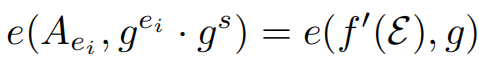 e(A_{e_i}, g^{e_i} · g^s) = e(f′(ℰ), g)